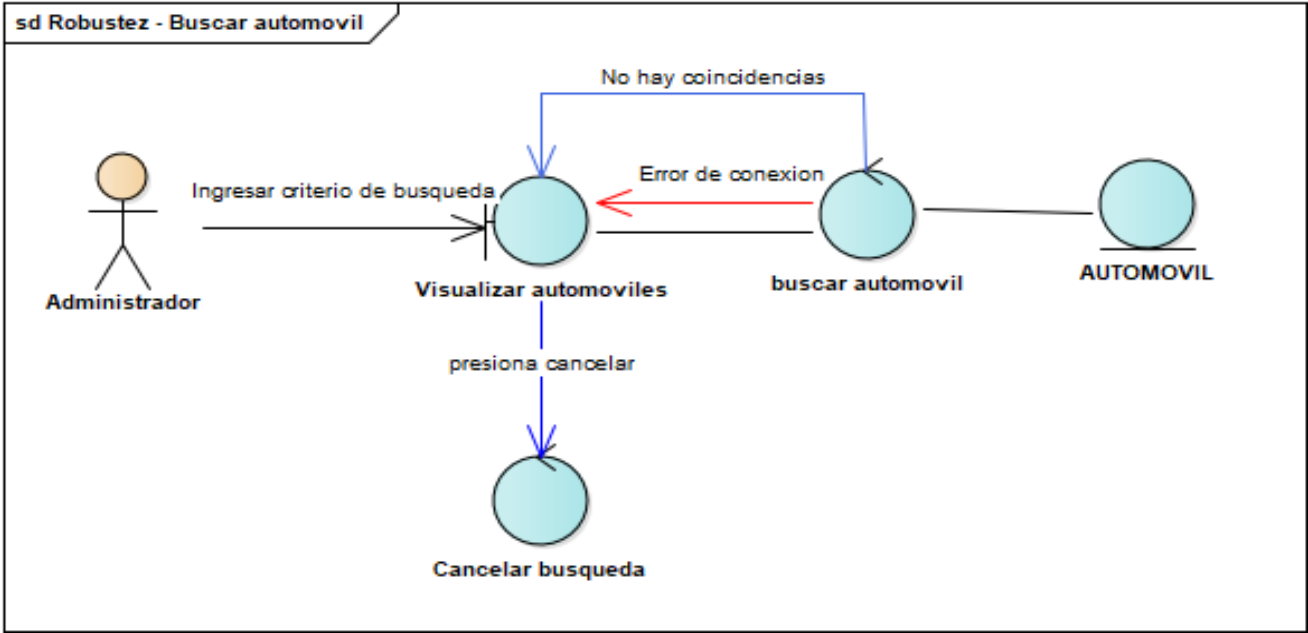 sd Robustez - Buscar automovil
No hay coincidencias
Ingresar criterio de busqueda
Error de conexion
Administrador
Visualizar automoviles
buscar automovil
AUTOMOVIL
presiona cancelar
Cancelar busqueda